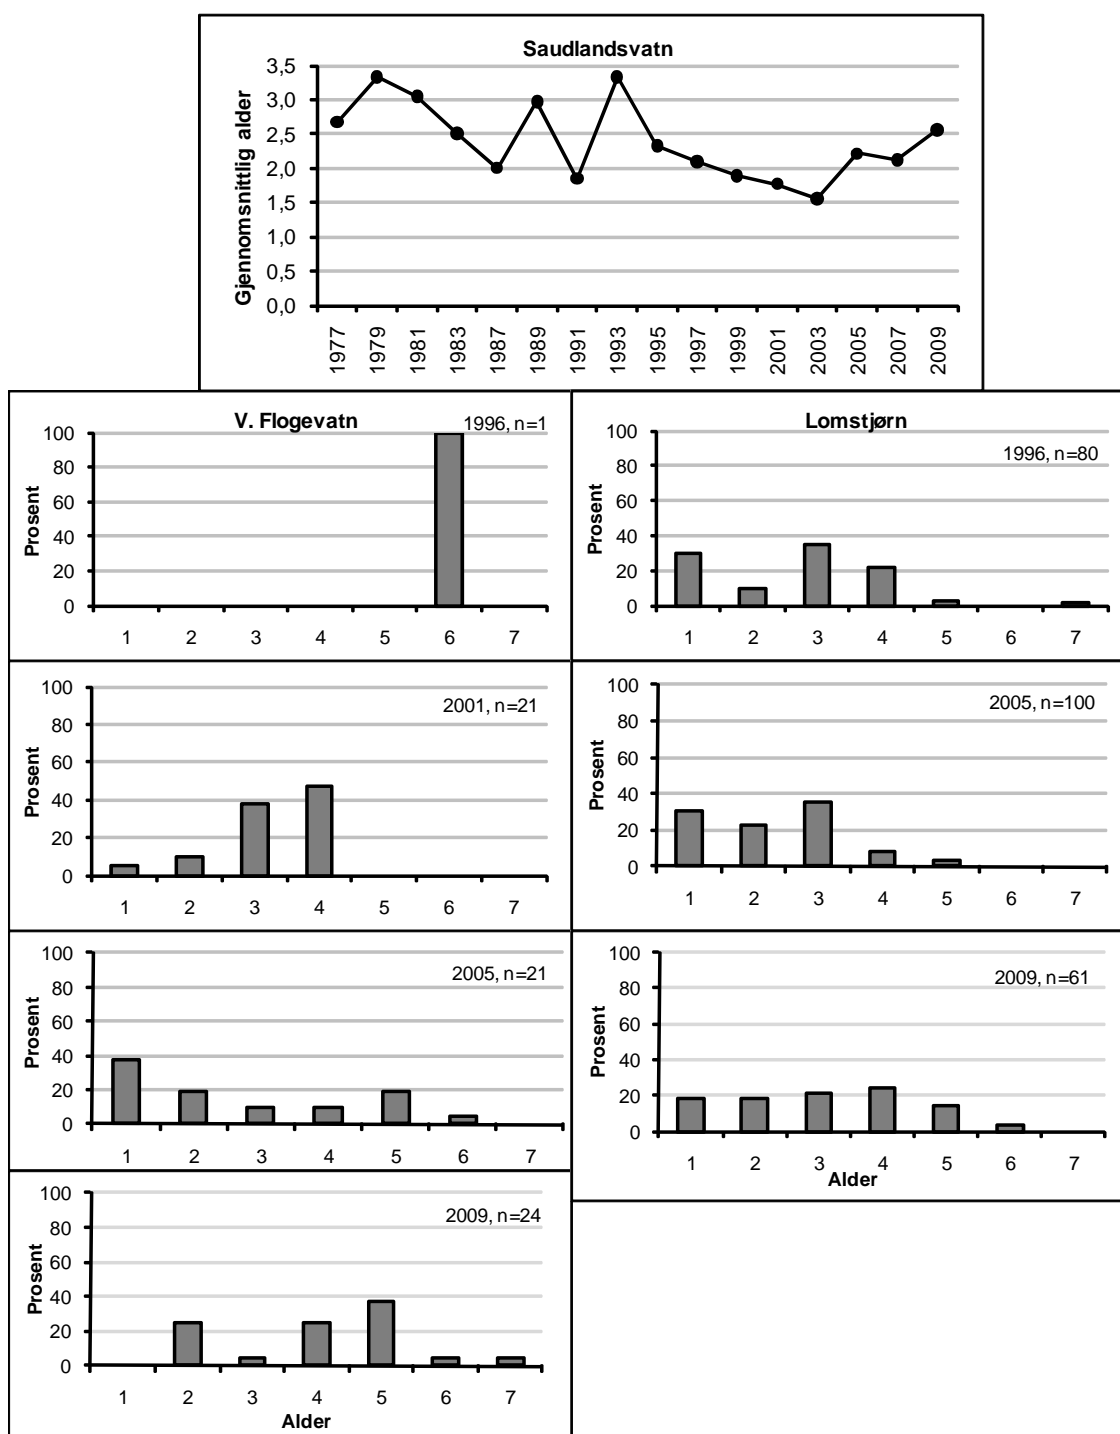 Saudlandsvatn
Gjennomsnittlig alder
3,5
3,0
2,5
2,0
1,5
1,0
0,5
0,0
1977 1979 1981 1983 1987 1989 1991 1993 1995 1997 1999 2001 2003 2005 2007 2009
V. Flogevatn
1996, n=1
Prosent
100
80
60
40
20
0
1 2 3 4 5 6 7
2001, n=21
Prosent
100
80
60
40
20
0
1 2 3 4 5 6 7
2005, n=21
Prosent
100
80
60
40
20
0
1 2 3 4 5 6 7
2009, n=24
Prosent
100
80
60
40
20
0
1 2 3 4 5 6 7
Alder
Lomstjørn
1996, n=80
Prosent
100
80
60
40
20
0
1 2 3 4 5 6 7
2005, n=100
Prosent
100
80
60
40
20
0
1 2 3 4 5 6 7
2009, n=61
Prosent
100
80
60
40
20
0
1 2 3 4 5 6 7
Alder